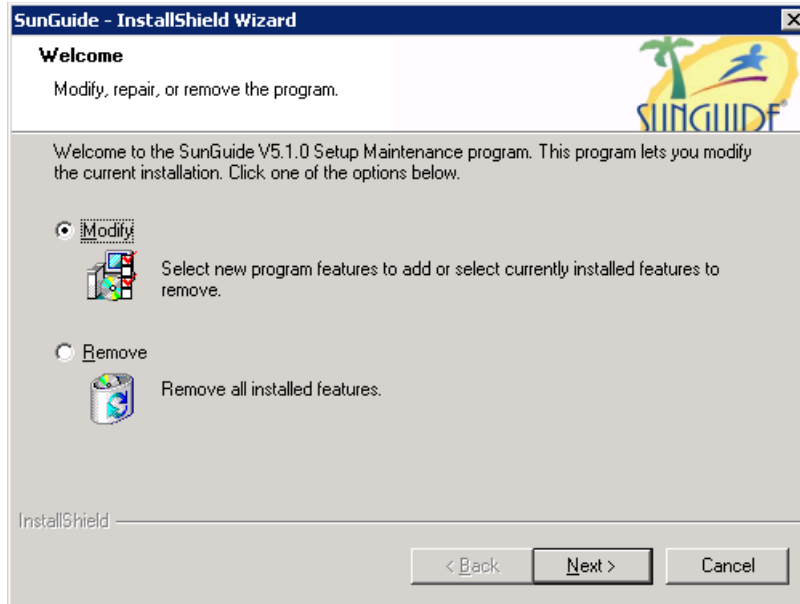 SunGuide - InstallShield Wizard
Welcome
Modify, repair, or remove the program.
SUNGUIDE®
Welcome to the SunGuide V5.1.0 Setup Maintenance program. This program lets you modify
the current installation. Click one of the options below.
Modify
Select new program features to add or select currently installed features to
remove.
Remove
Remove all installed features.
InstallShield
< Back
Next >
Cancel